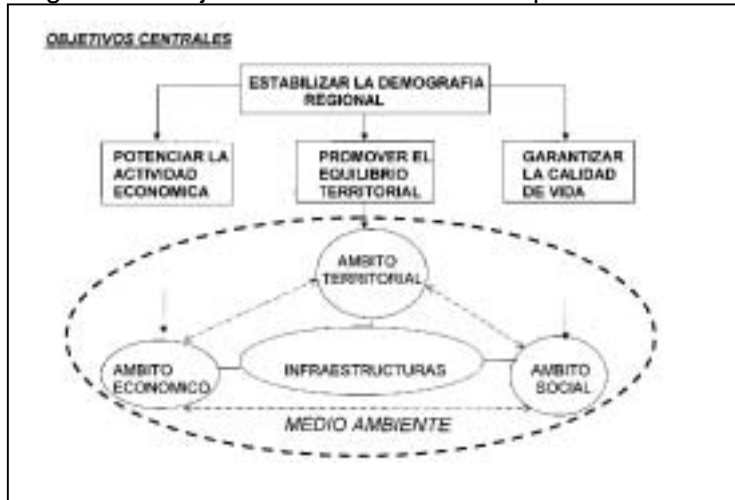 OBJETIVOS CENTRALES
ESTABILIZAR LA DEMOGRAFIA
REGIONAL
POTENCIAR LA
ACTIVIDAD
ECONOMICA
PROMOVER EL
EQUILIBRIO
TERRITORIAL
GARANTIZAR
LA CALIDAD
DE VIDA
AMBITO
TERRITORIAL
AMBITO
ECONOMICO
INFRAESTRUCTURAS
AMBITO
SOCIAL
MEDIO AMBIENTE